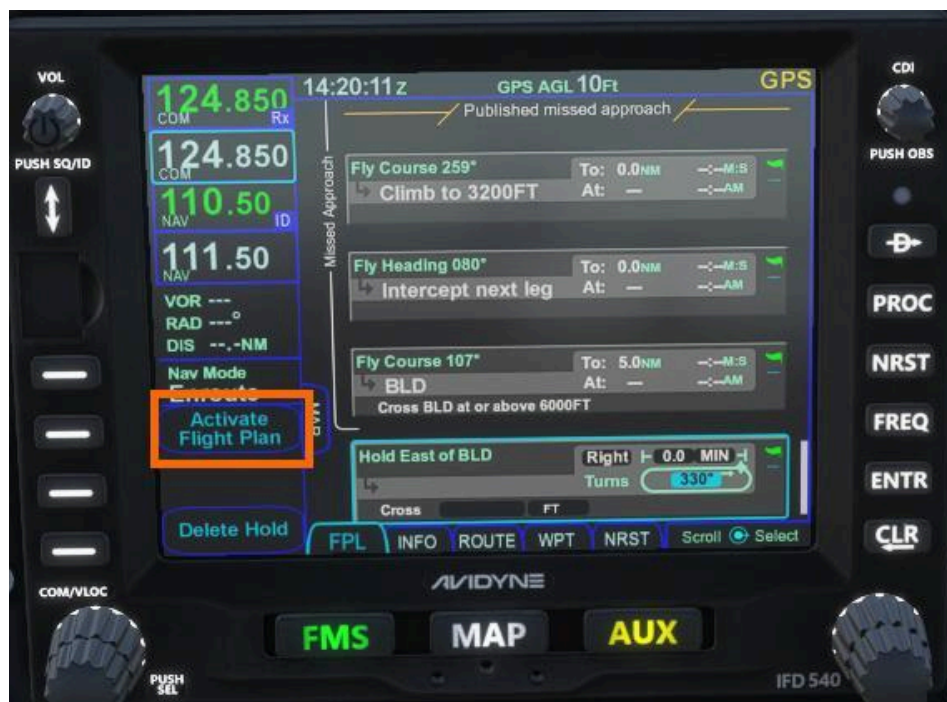 VOL
PUSH SQ/ID
CDI
PUSH OBS
D
PROC
NRST
FREQ
ENTR
CLR
COM/VLOC
PUSH
SEL
124.850
COM Rx
124.850
COM
110.50
NAV ID
111.50
NAV
VOR ---
RAD ---°
DIS --.-NM
Nav Mode
Enroute
Activate
Flight Plan
Delete Hold
14:20:11 Z GPS AGL 10Ft GPS
Published missed approach
Missed Approach
Fly Course 259° To: 0.0NM --:--M:S
Climb to 3200FT At: — --:--AM
Fly Heading 080° To: 0.0NM --:--M:S
Intercept next leg At: — --:--AM
Fly Course 107° To: 5.0NM --:--M:S
BLD At: — --:--AM
Cross BLD at or above 6000FT
Hold East of BLD Right 0.0 MIN
Turns 330°
Cross FT
FPL INFO ROUTE WPT NRST Scroll Select
AVIDYNE
FMS MAP AUX
IFD 540